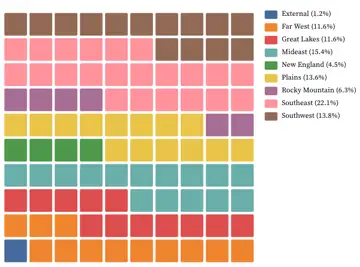 External (1.2%)
Far West (11.6%)
Great Lakes (11.6%)
Mideast (15.4%)
New England (4.5%)
Plains (13.6%)
Rocky Mountain (6.3%)
Southeast (22.1%)
Southwest (13.8%)